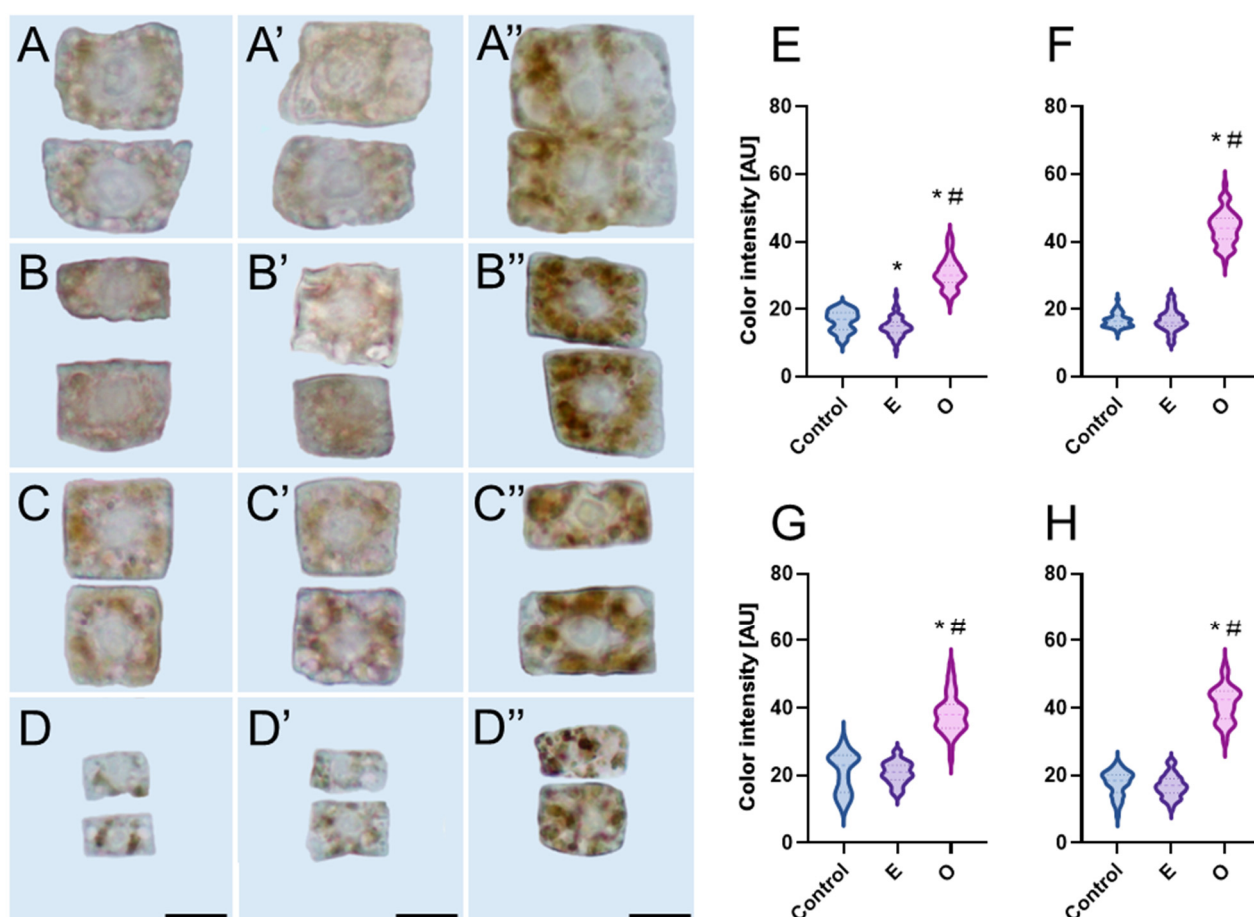 A A’ A”
B B’ B”
C C’ C”
D D’ D”
E
80
60
40
20
0
Color intensity [AU]
*
* #
Control E O
F
80
60
40
20
0
* #
Control E O
G
80
60
40
20
0
Color intensity [AU]
* #
Control E O
H
80
60
40
20
0
* #
Control E O